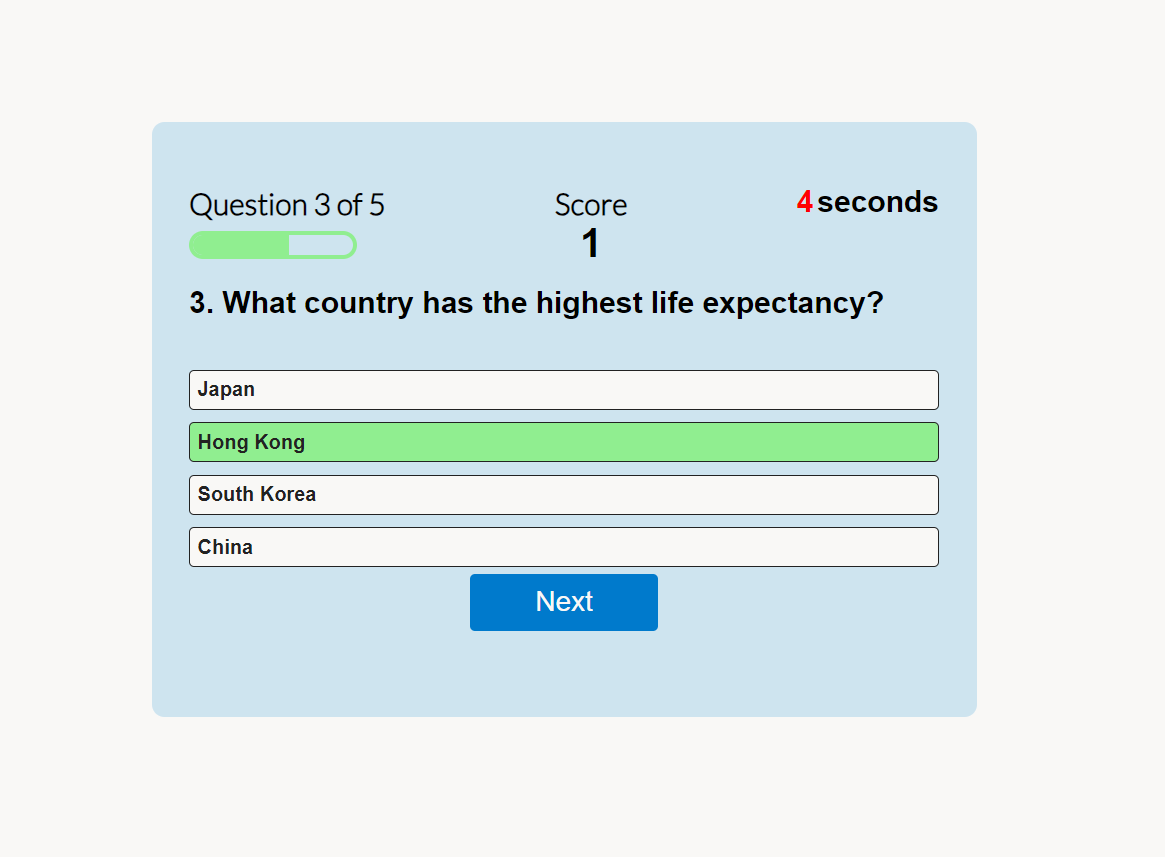 Question 3 of 5
Score
1
4 seconds
3. What country has the highest life expectancy?
Japan
Hong Kong
South Korea
China
Next